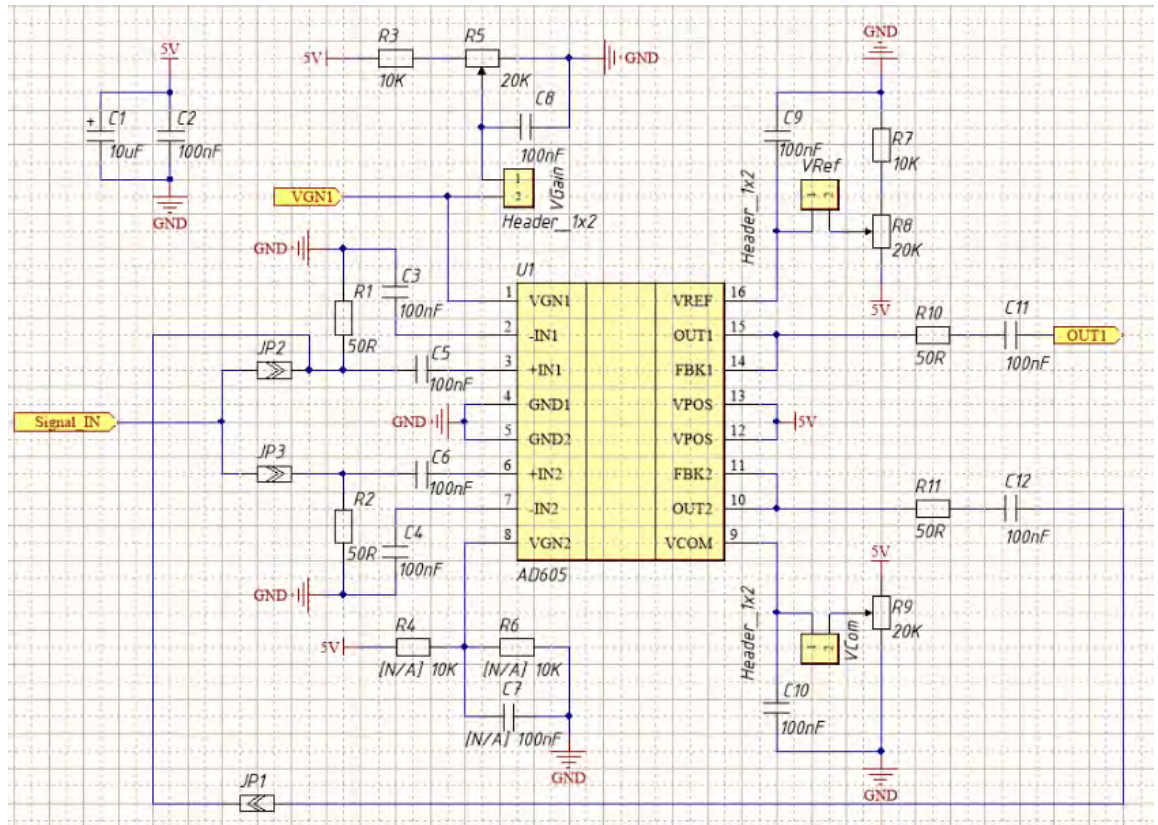 5V
+
C1
10uF
C2
100nF
GND
5V
R3
10K
R5
20K
GND
C8
100nF
1
2
VGain
Header_1x2
VGN1
GND
C9
100nF
R7
10K
VRef
1
2
Header_1x2
R8
20K
5V
GND
R1
50R
C3
100nF
JP2
C5
100nF
Signal_IN
GND
JP3
C6
100nF
R2
50R
C4
100nF
GND
U1
1 VGN1
2 -IN1
3 +IN1
4 GND1
5 GND2
6 +IN2
7 -IN2
8 VGN2
VREF 16
OUT1 15
FBK1 14
VPOS 13
VPOS 12
FBK2 11
OUT2 10
VCOM 9
AD605
R10
50R
C11
100nF
OUT1
5V
R11
50R
C12
100nF
5V
R9
20K
Header_1x2
1
2
VCom
C10
100nF
GND
5V
R4
[N/A] 10K
R6
[N/A] 10K
C7
[N/A] 100nF
GND
JP1